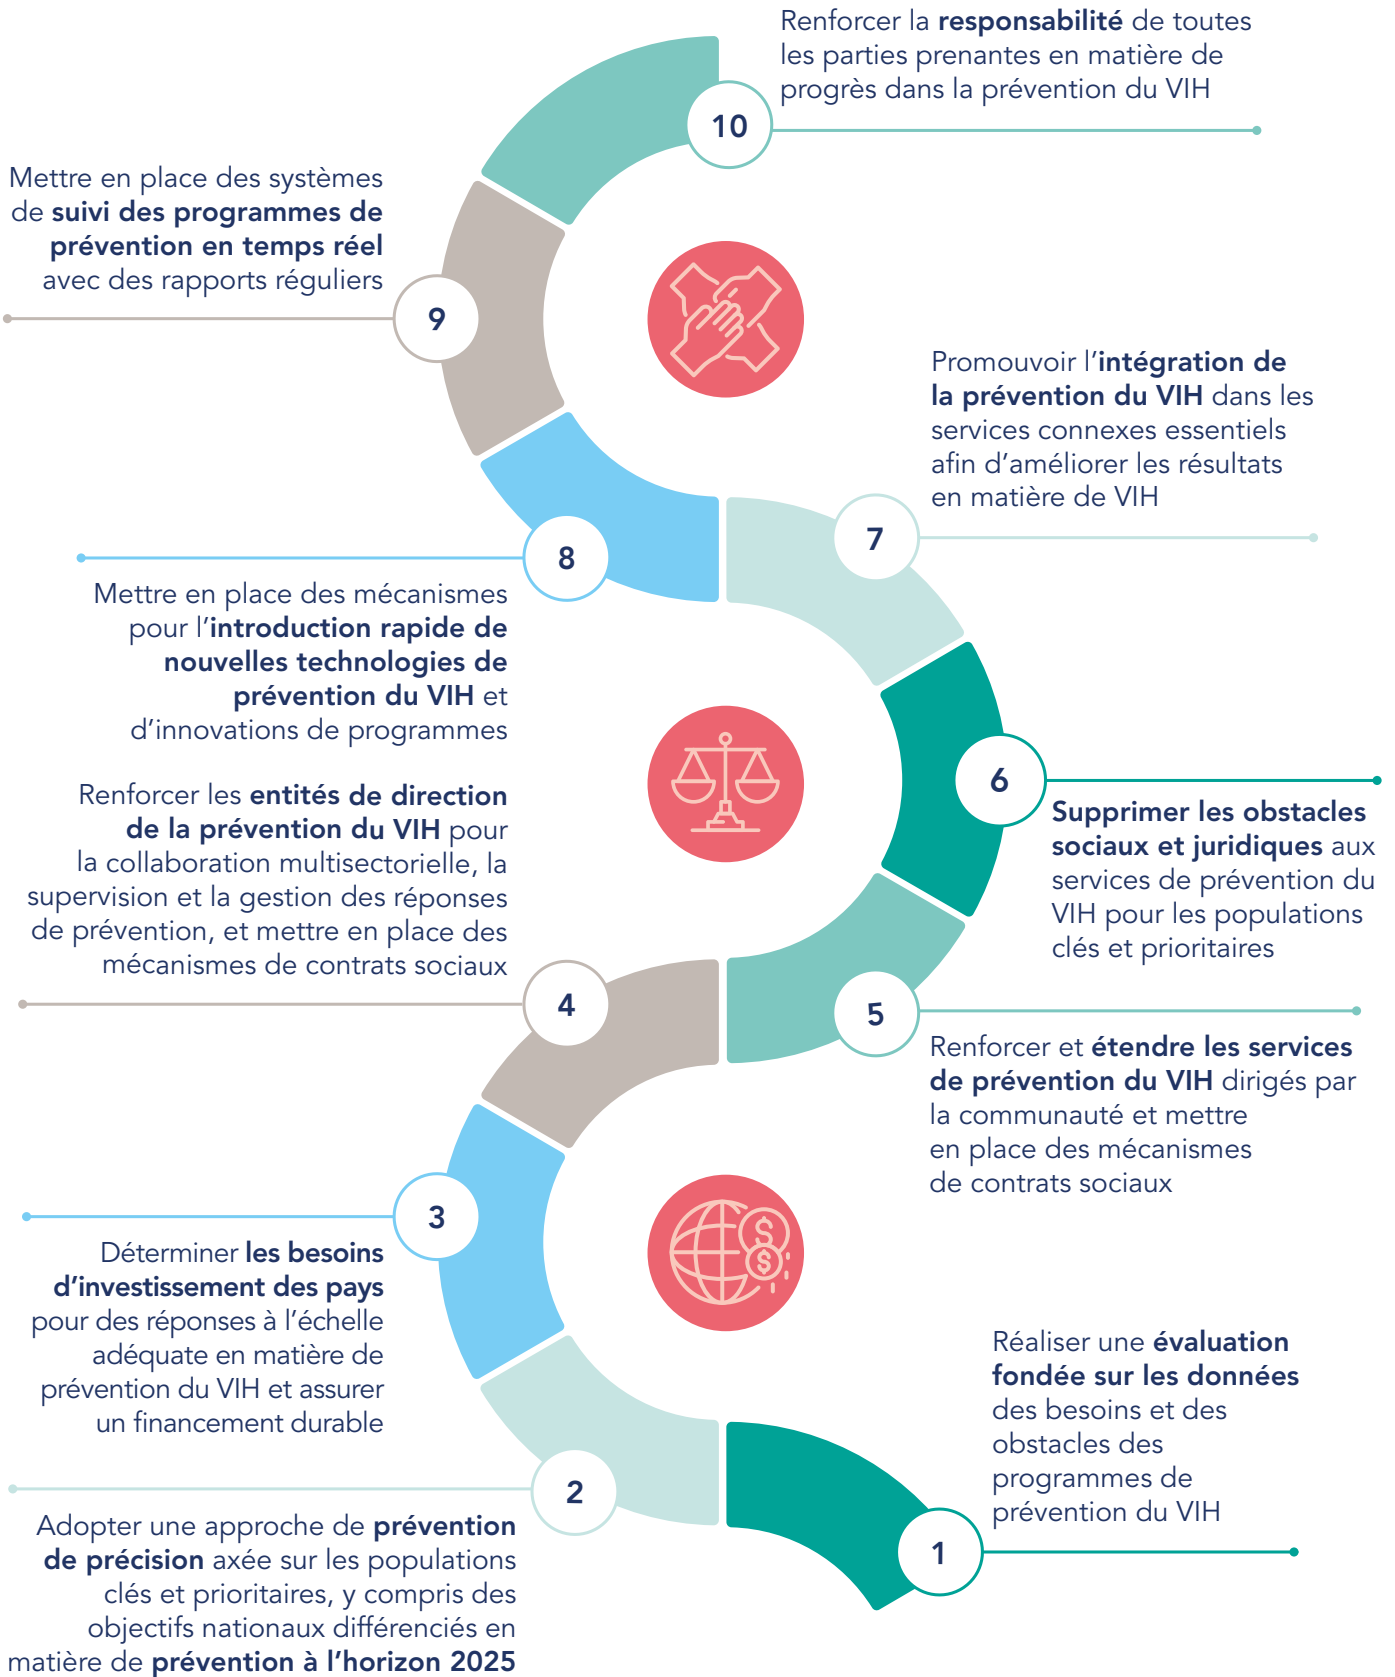 Renforcer la responsabilité de toutes
les parties prenantes en matière de
progrès dans la prévention du VIH
10
Mettre en place des systèmes
de suivi des programmes de
prévention en temps réel
avec des rapports réguliers
9
Promouvoir l’intégration de
la prévention du VIH dans les
services connexes essentiels
afin d’améliorer les résultats
en matière de VIH
7
8
Mettre en place des mécanismes
pour l’introduction rapide de
nouvelles technologies de
prévention du VIH et
d’innovations de programmes
6
Supprimer les obstacles
sociaux et juridiques aux
services de prévention du
VIH pour les populations
clés et prioritaires
Renforcer les entités de direction
de la prévention du VIH pour
la collaboration multisectorielle, la
supervision et la gestion des réponses
de prévention, et mettre en place des
mécanismes de contrats sociaux
4
5
Renforcer et étendre les services
de prévention du VIH dirigés par
la communauté et mettre
en place des mécanismes
de contrats sociaux
3
Déterminer les besoins
d’investissement des pays
pour des réponses à l’échelle
adéquate en matière de
prévention du VIH et assurer
un financement durable
$
$
Réaliser une évaluation
fondée sur les données
des besoins et des
obstacles des
programmes de
prévention du VIH
1
2
Adopter une approche de prévention
de précision axée sur les populations
clés et prioritaires, y compris des
objectifs nationaux différenciés en
matière de prévention à l’horizon 2025